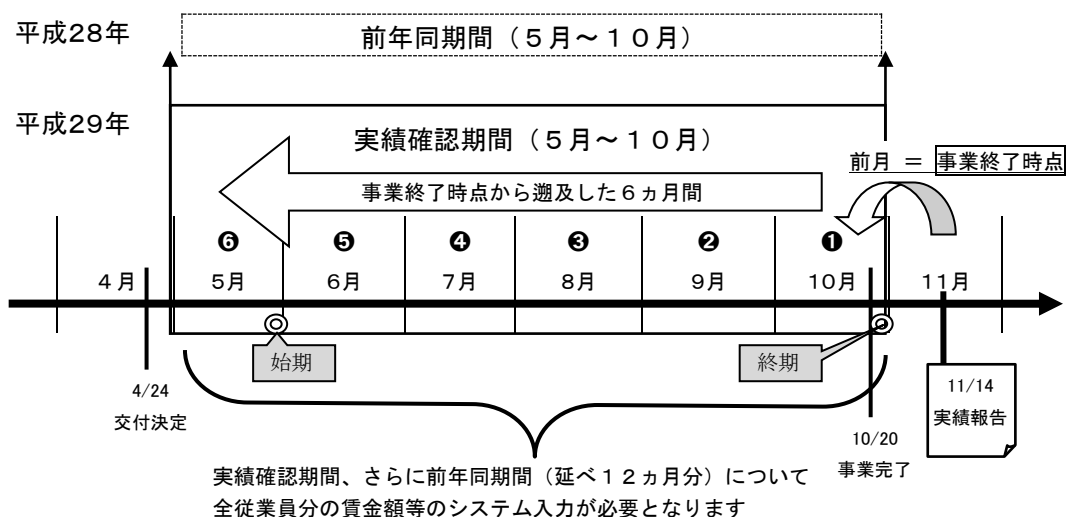 平成28年
前年同期間（5月～10月）
平成29年
実績確認期間（5月～10月）
前月 ＝ 事業終了時点
事業終了時点から遡及した6ヵ月間
❻ ❺ ❹ ❸ ❷ ❶
4月 5月 6月 7月 8月 9月 10月 11月
始期 終期
4/24
交付決定
10/20
事業完了
11/14
実績報告
実績確認期間、さらに前年同期間（延べ12ヵ月分）について
全従業員分の賃金額等のシステム入力が必要となります